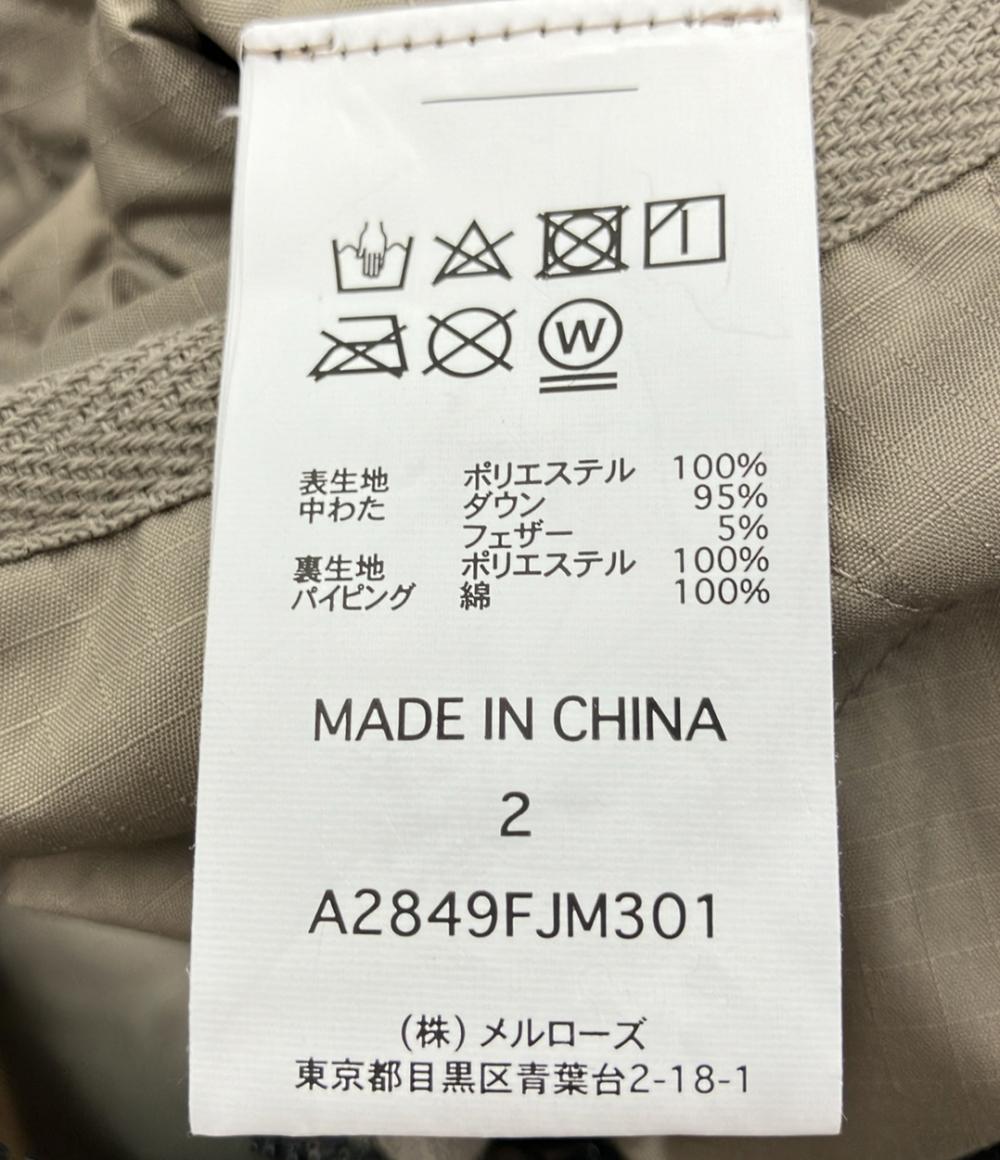 W
表生地 ポリエステル 100%
中わた ダウン 95%
フェザー 5%
裏生地 ポリエステル 100%
パイピング 綿 100%
MADE IN CHINA
2
A2849FJM301
(株)メルローズ
東京都目黒区青葉台2-18-1